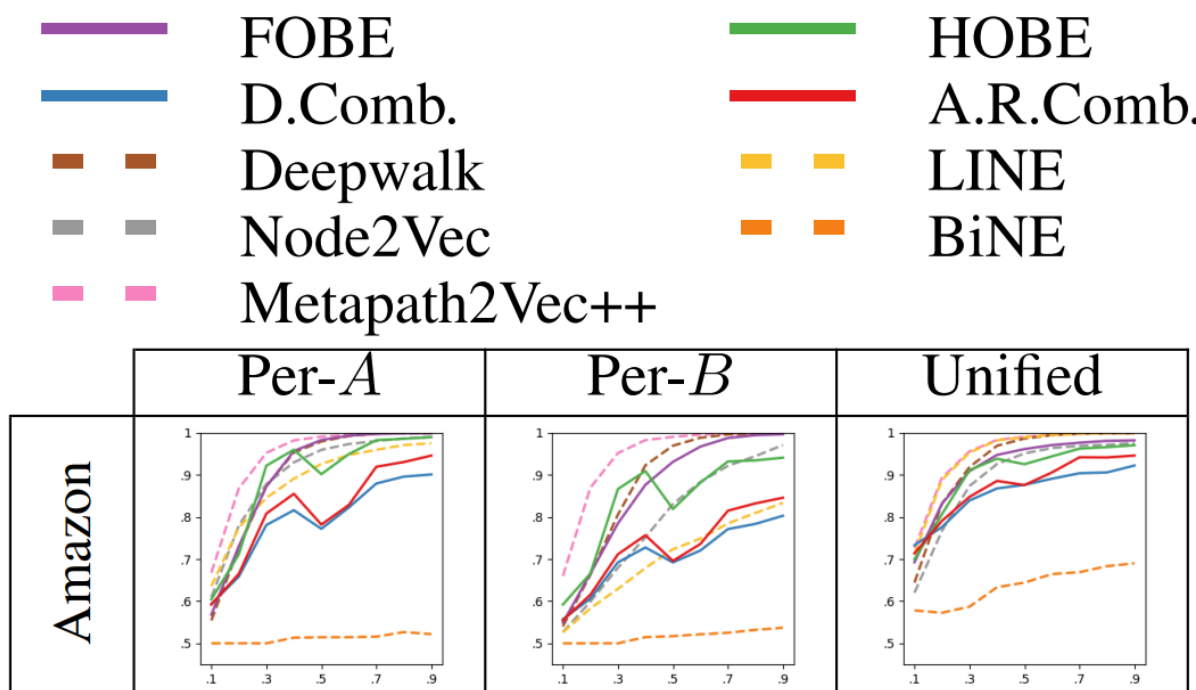 FOBE HOBE
D.Comb. A.R.Comb.
Deepwalk LINE
Node2Vec BiNE
Metapath2Vec++
Per-A Per-B Unified
Amazon
1 1 1
.9 .9 .9
.8 .8 .8
.7 .7 .7
.6 .6 .6
.5 .5 .5
.1 .3 .5 .7 .9 .1 .3 .5 .7 .9 .1 .3 .5 .7 .9